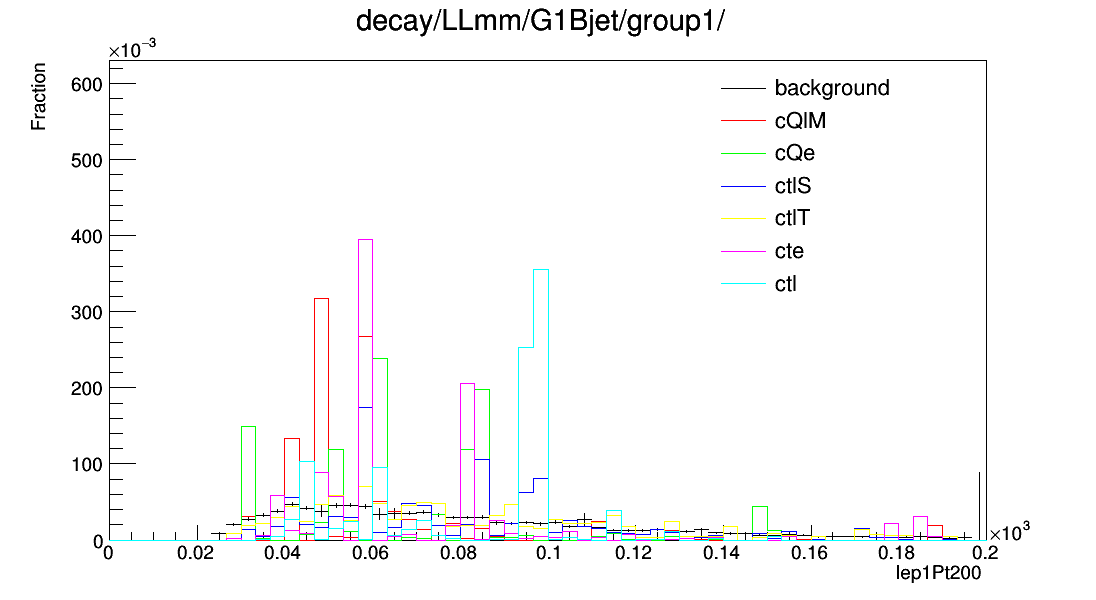 decay/LLmm/G1Bjet/group1/
×10⁻³
Fraction
600
500
400
300
200
100
0
background
cQlM
cQe
ctlS
ctlT
cte
ctl
0 0.02 0.04 0.06 0.08 0.1 0.12 0.14 0.16 0.18 0.2
×10³
lep1Pt200